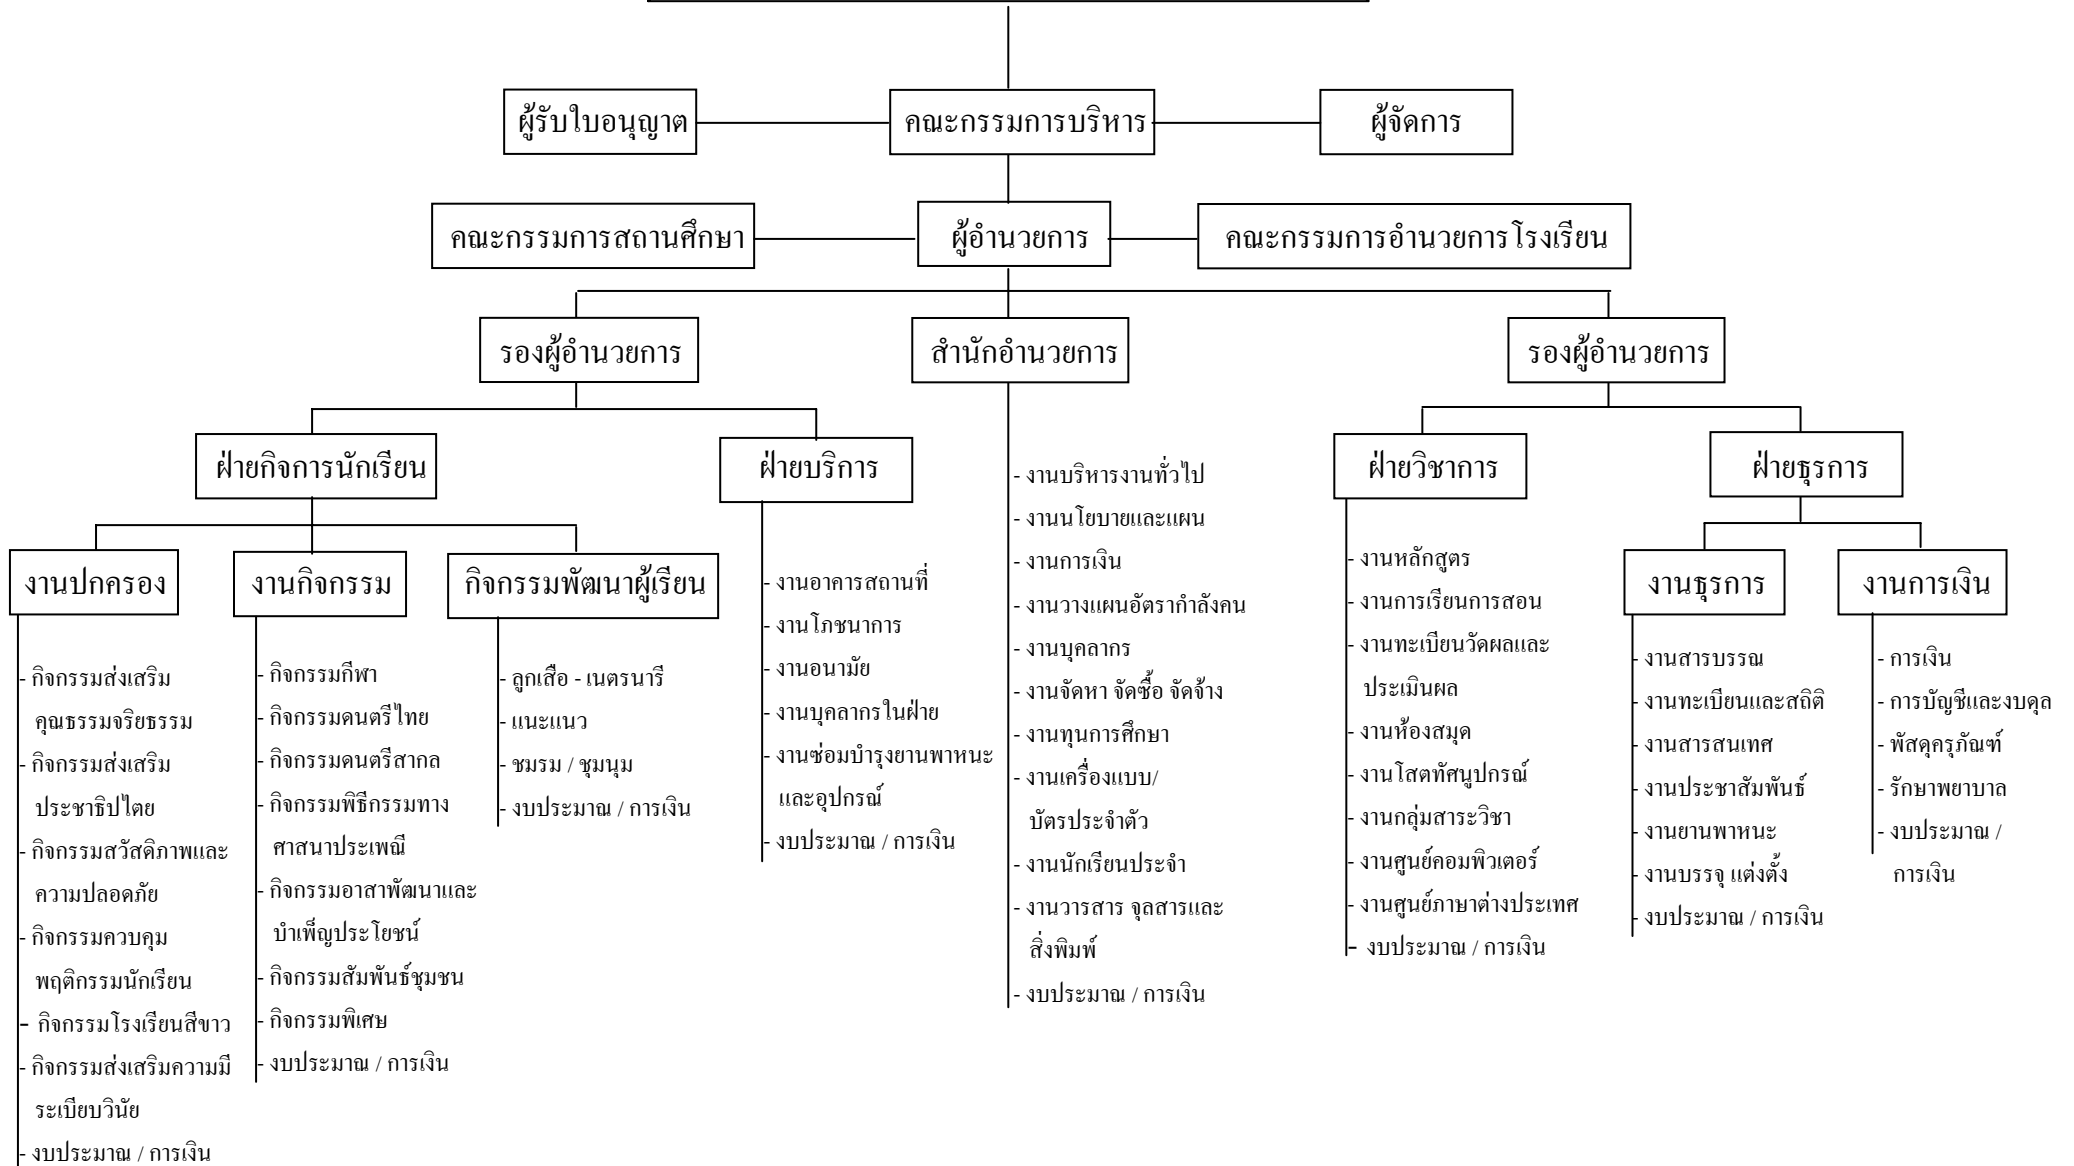 ผู้รับใบอนุญาต
คณะกรรมการบริหาร
ผู้จัดการ
คณะกรรมการสถานศึกษา
ผู้อำนวยการ
คณะกรรมการอำนวยการโรงเรียน
รองผู้อำนวยการ
สำนักอำนวยการ
รองผู้อำนวยการ
ฝ่ายกิจการนักเรียน
ฝ่ายบริการ
ฝ่ายวิชาการ
ฝ่ายธุรการ
งานปกครอง
งานกิจกรรม
กิจกรรมพัฒนาผู้เรียน
งานธุรการ
งานการเงิน
- กิจกรรมส่งเสริม
คุณธรรมจริยธรรม
- กิจกรรมส่งเสริม
ประชาธิปไตย
- กิจกรรมสวัสดิภาพและ
ความปลอดภัย
- กิจกรรมควบคุม
พฤติกรรมนักเรียน
- กิจกรรมโรงเรียนสีขาว
- กิจกรรมส่งเสริมความมี
ระเบียบวินัย
- งบประมาณ / การเงิน
- กิจกรรมกีฬา
- กิจกรรมดนตรีไทย
- กิจกรรมดนตรีสากล
- กิจกรรมพิธีกรรมทาง
ศาสนาประเพณี
- กิจกรรมอาสาพัฒนาและ
บำเพ็ญประโยชน์
- กิจกรรมสัมพันธ์ชุมชน
- กิจกรรมพิเศษ
- งบประมาณ / การเงิน
- ลูกเสือ - เนตรนารี
- แนะแนว
- ชมรม / ชุมนุม
- งบประมาณ / การเงิน
- งานอาคารสถานที่
- งานโภชนาการ
- งานอนามัย
- งานบุคลากรในฝ่าย
- งานซ่อมบำรุงยานพาหนะ
และอุปกรณ์
- งบประมาณ / การเงิน
- งานบริหารงานทั่วไป
- งานนโยบายและแผน
- งานการเงิน
- งานวางแผนอัตรากำลังคน
- งานบุคลากร
- งานจัดหา จัดซื้อ จัดจ้าง
- งานทุนการศึกษา
- งานเครื่องแบบ/
บัตรประจำตัว
- งานนักเรียนประจำ
- งานวารสาร จุลสารและ
สิ่งพิมพ์
- งบประมาณ / การเงิน
- งานหลักสูตร
- งานการเรียนการสอน
- งานทะเบียนวัดผลและ
ประเมินผล
- งานห้องสมุด
- งานโสตทัศนูปกรณ์
- งานกลุ่มสาระวิชา
- งานศูนย์คอมพิวเตอร์
- งานศูนย์ภาษาต่างประเทศ
- งบประมาณ / การเงิน
- งานสารบรรณ
- งานทะเบียนและสถิติ
- งานสารสนเทศ
- งานประชาสัมพันธ์
- งานยานพาหนะ
- งานบรรจุ แต่งตั้ง
- งบประมาณ / การเงิน
- การเงิน
- การบัญชีและงบดุล
- พัสดุครุภัณฑ์
- รักษาพยาบาล
- งบประมาณ /
การเงิน